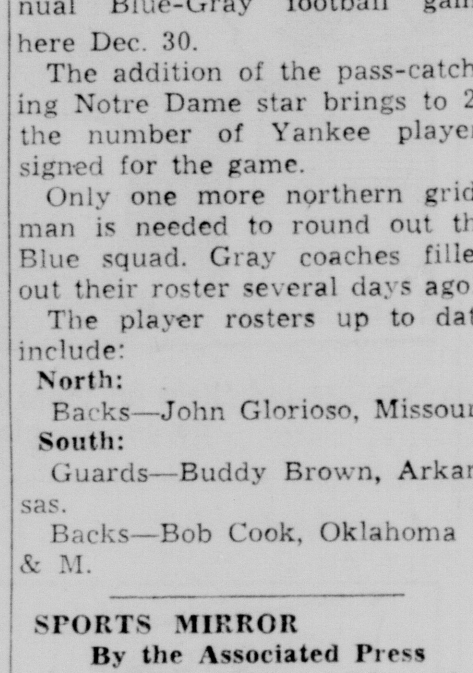 nual Blue-Gray football gam
here Dec. 30.
The addition of the pass-catch
ing Notre Dame star brings to 2
the number of Yankee player
signed for the game.
Only one more northern grid
man is needed to round out th
Blue squad. Gray coaches fille
out their roster several days ago
The player rosters up to dat
include:
North:
Backs—John Glorioso, Missour
South:
Guards—Buddy Brown, Arkan
sas.
Backs—Bob Cook, Oklahoma
& M.
SPORTS MIRROR
By the Associated Press